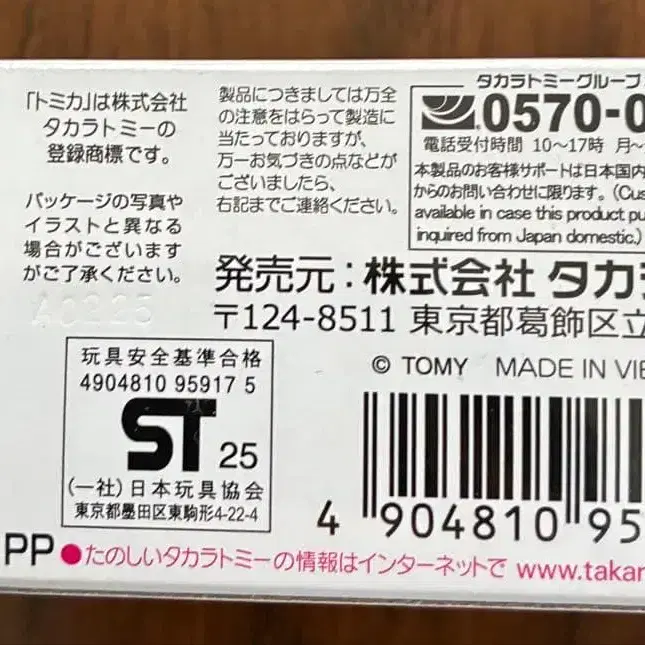 「トミカ」は株式会社
タカラトミーの
登録商標です。
パッケージの写真や
イラストと異なる
場合がございます
がご了承ください。
A0225
製品につきましては万全
の注意をはらって製造に
当たっておりますが、
万一お気づきの点などが
ございましたら、
右記までご連絡ください。
タカラトミーグループ
0570-0
電話受付時間 10〜17時 月〜
本製品のお客様サポートは日本国内
からのお問い合わせに限ります。(Cus
available in case this product pu
inquired from Japan domestic.)
発売元:株式会社 タカラ
〒124-8511 東京都葛飾区立
© TOMY MADE IN VIE
玩具安全基準合格
4904810 95917 5
ST 25
(一社)日本玩具協会
東京都墨田区東駒形4-22-4
4 904810 95
PP ●たのしいタカラトミーの情報はインターネットで www.takar